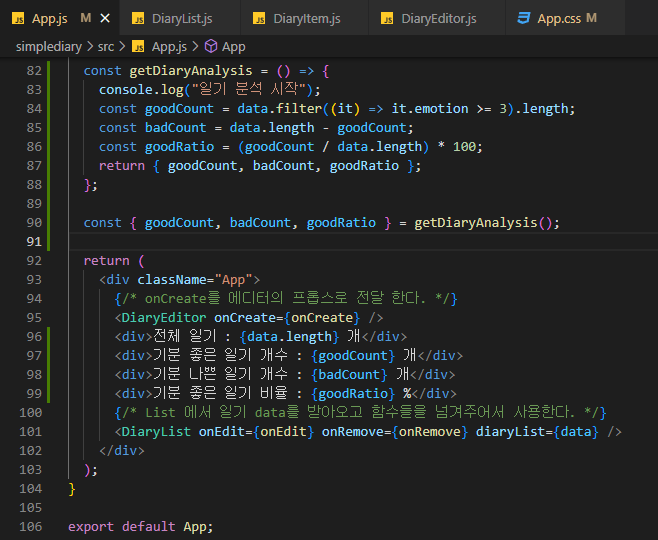 App.js M × DiaryList.js DiaryItem.js DiaryEditor.js App.css M
simplediary > src > App.js > App
82 const getDiaryAnalysis = () => {
83 console.log("일기 분석 시작");
84 const goodCount = data.filter((it) => it.emotion >= 3).length;
85 const badCount = data.length - goodCount;
86 const goodRatio = (goodCount / data.length) * 100;
87 return { goodCount, badCount, goodRatio };
88 };
89
90 const { goodCount, badCount, goodRatio } = getDiaryAnalysis();
91
92 return (
93 <div className="App">
94 {/* onCreate를 에디터의 프롭스로 전달 한다. */}
95 <DiaryEditor onCreate={onCreate} />
96 <div>전체 일기 : {data.length} 개</div>
97 <div>기분 좋은 일기 개수 : {goodCount} 개</div>
98 <div>기분 나쁜 일기 개수 : {badCount} 개</div>
99 <div>기분 좋은 일기 비율 : {goodRatio} %</div>
100 {/* List 에서 일기 data를 받아오고 함수들을 넘겨주어서 사용한다. */}
101 <DiaryList onEdit={onEdit} onRemove={onRemove} diaryList={data} />
102 </div>
103 );
104 }
105
106 export default App;